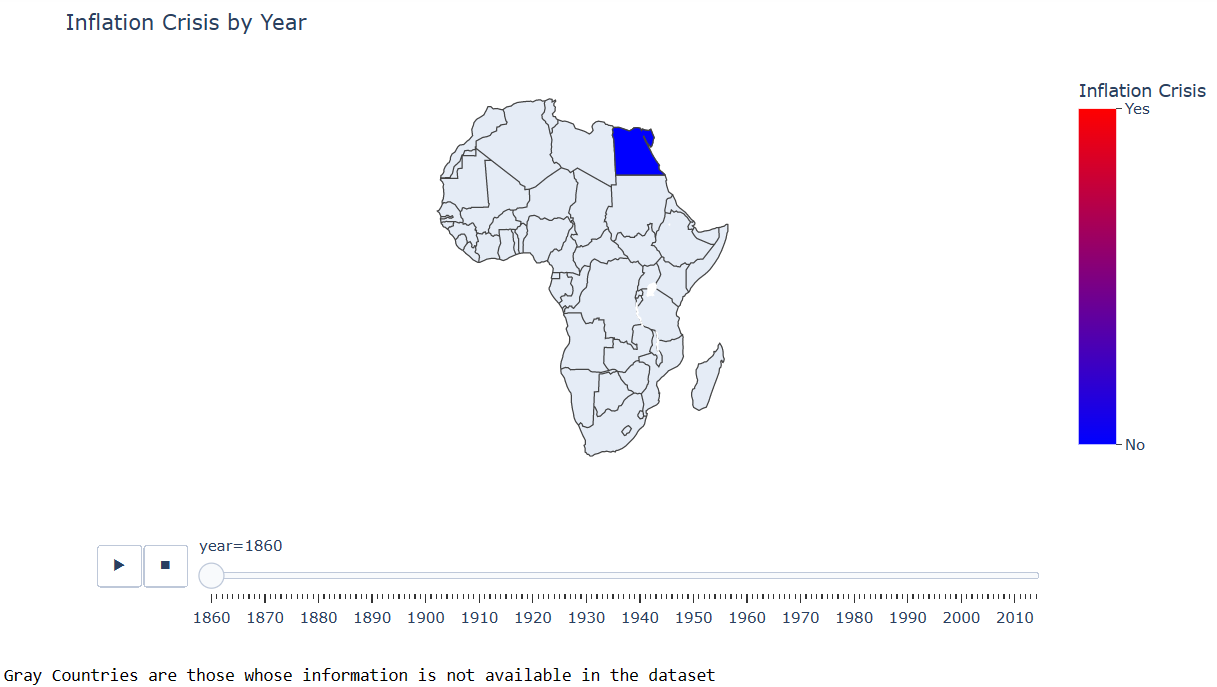 Inflation Crisis by Year
Inflation Crisis
Yes
No
year=1860
1860 1870 1880 1890 1900 1910 1920 1930 1940 1950 1960 1970 1980 1990 2000 2010
Gray Countries are those whose information is not available in the dataset